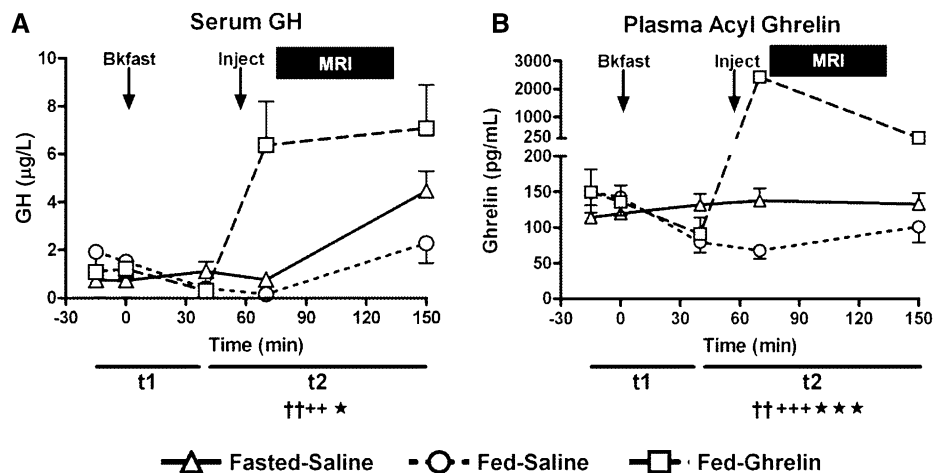 A
Serum GH
Bkfast
Inject
MRI
GH (µg/L)
10
8
6
4
2
0
-30 0 30 60 90 120 150
Time (min)
t1 t2
††++ ★
B
Plasma Acyl Ghrelin
Bkfast
Inject
MRI
Ghrelin (pg/mL)
3000
2000
1000
250
200
150
100
50
0
-30 0 30 60 90 120 150
Time (min)
t1 t2
††+++★★★
Fasted-Saline Fed-Saline Fed-Ghrelin